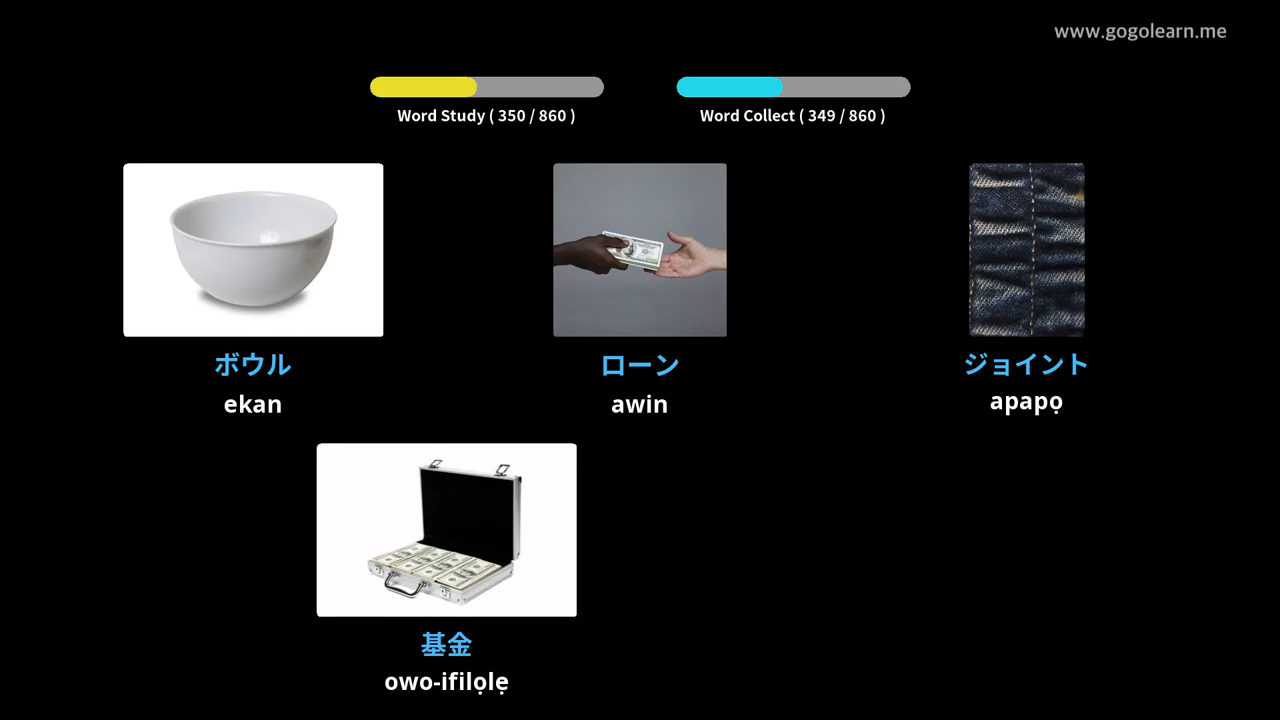 www.gogolearn.me
Word Study ( 350 / 860 )
Word Collect ( 349 / 860 )
ボウル
ekan
ローン
awin
ジョイント
apapọ
基金
owo-ifilọlẹ